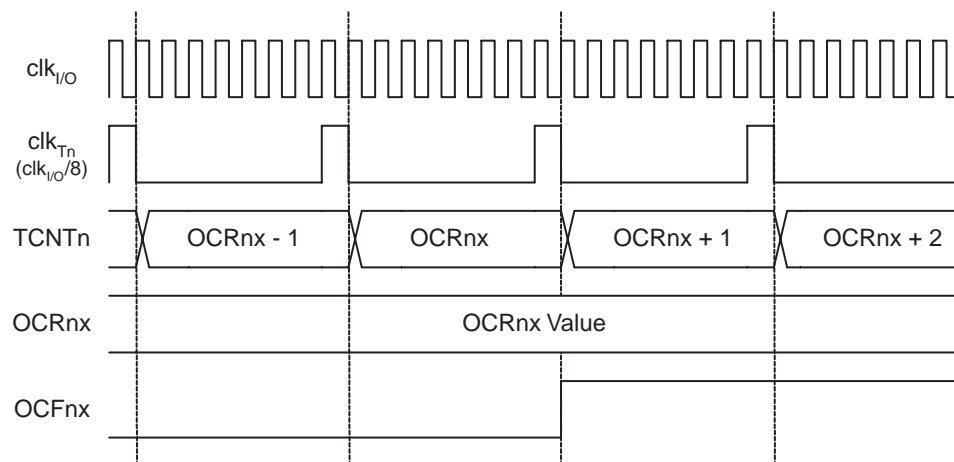 clkI/O
clkTn
(clkI/O/8)
TCNTn
OCRnx - 1
OCRnx
OCRnx + 1
OCRnx + 2
OCRnx
OCRnx Value
OCFnx